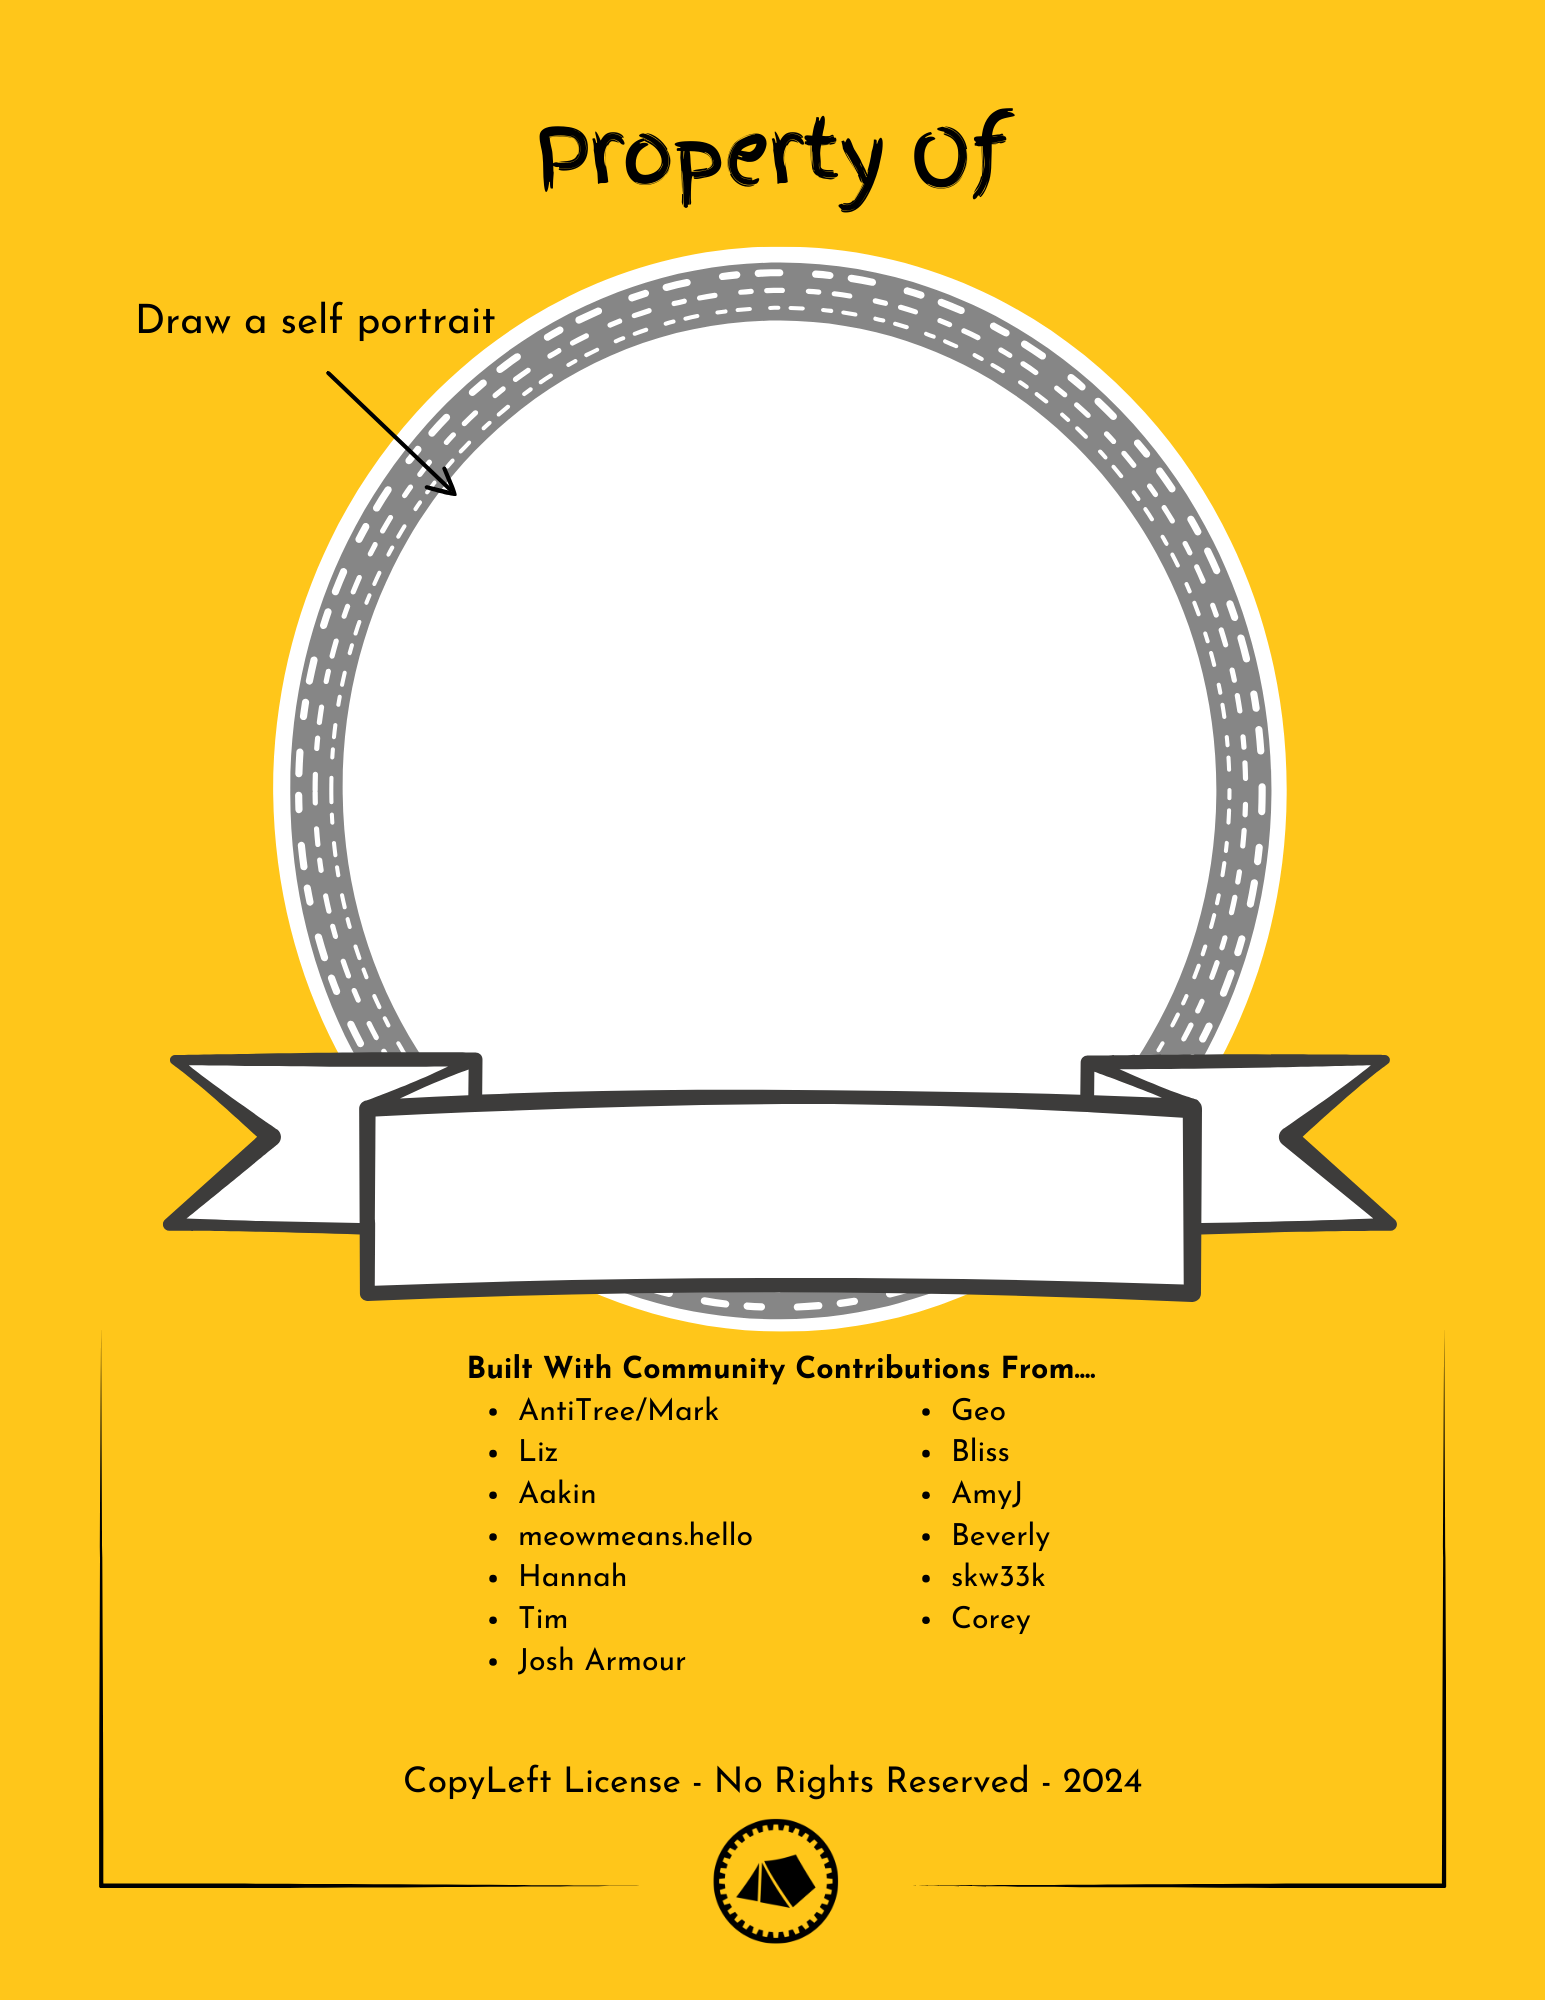 Property Of
Draw a self portrait
Built With Community Contributions From....
• AntiTree/Mark
• Liz
• Aakin
• meowmeans.hello
• Hannah
• Tim
• Josh Armour
• Geo
• Bliss
• AmyJ
• Beverly
• skw33k
• Corey
CopyLeft License - No Rights Reserved - 2024